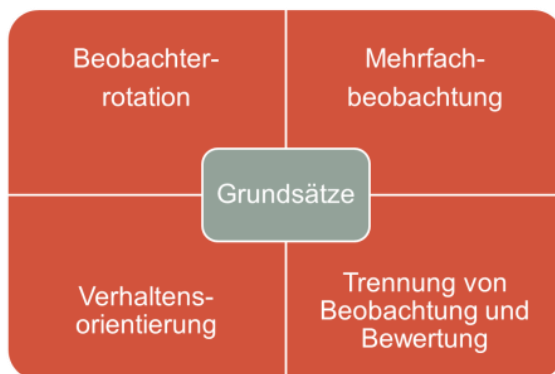 Beobachter-
rotation
Mehrfach-
beobachtung
Grundsätze
Verhaltens-
orientierung
Trennung von
Beobachtung und
Bewertung